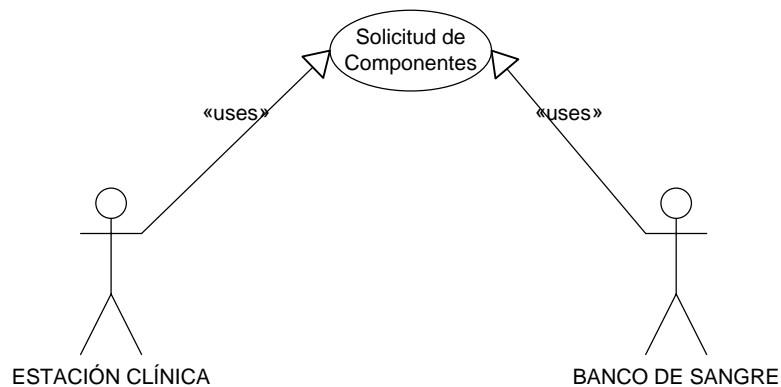 Solicitud de
Componentes
«uses»
«uses»
ESTACIÓN CLÍNICA
BANCO DE SANGRE